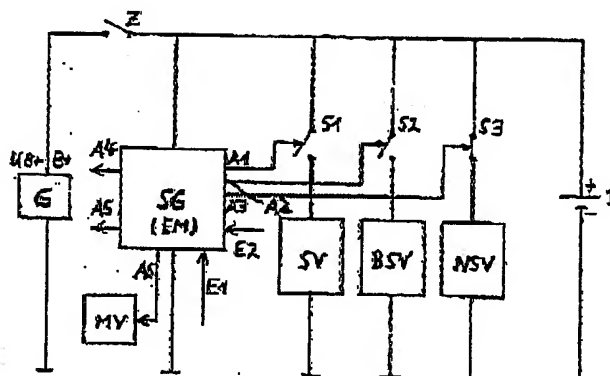 Z
S1
S2
S3
UB+ B+
A4
A1
G
SG
(EM)
A5
A3
A2
E2
SV
BSV
NSV
+
A6
E1
MV